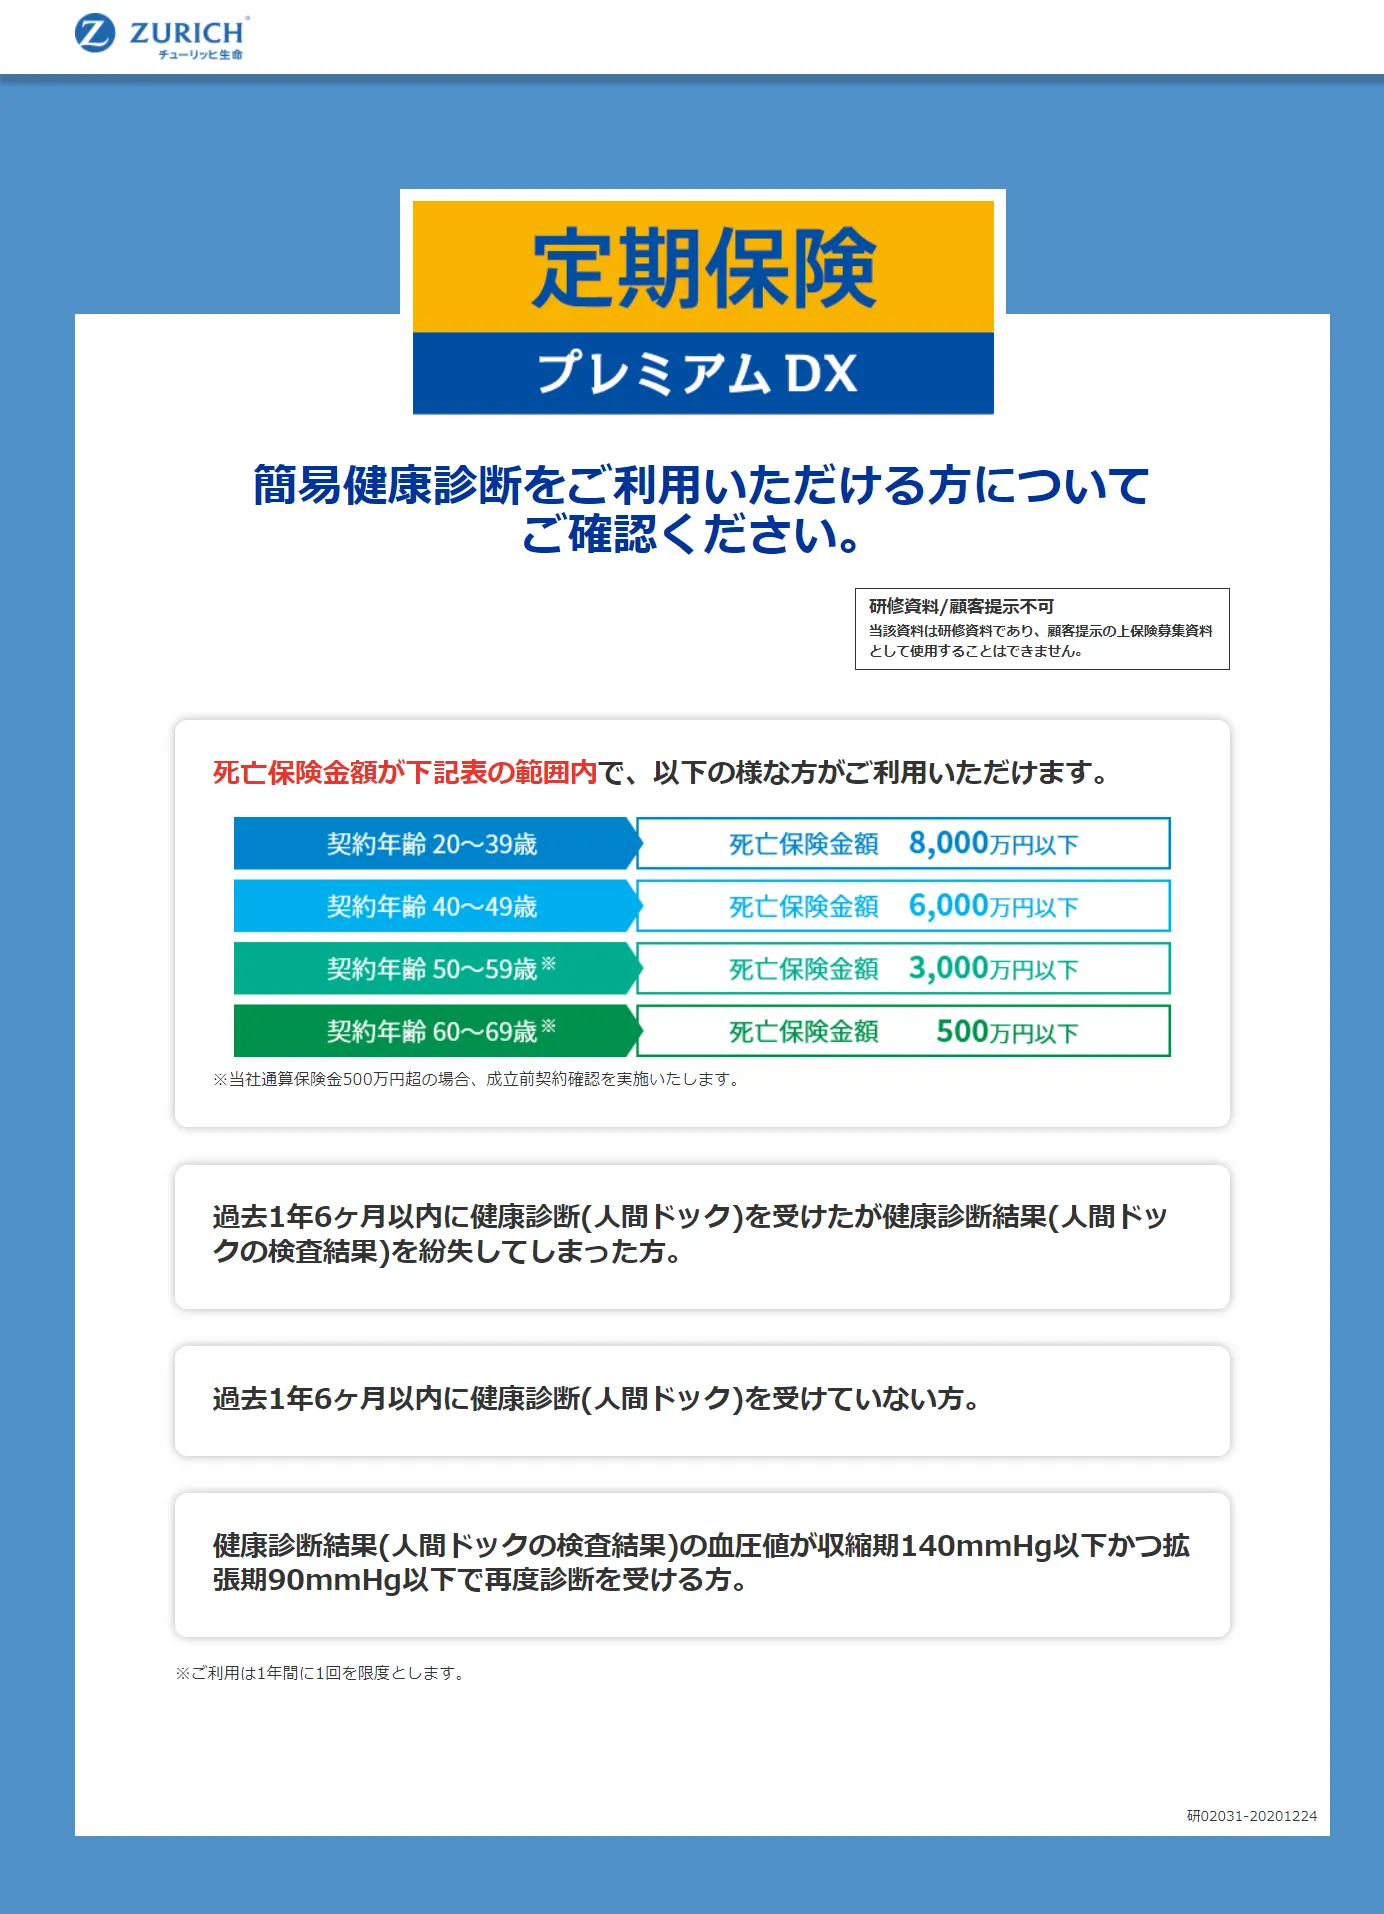 ZURICH
チューリッヒ生命
定期保険
プレミアム DX
簡易健康診断をご利用いただける方について
ご確認ください。
研修資料/顧客提示不可
当該資料は研修資料であり、顧客提示の上保険募集資料
として使用することはできません。
死亡保険金額が下記表の範囲内で、以下の様な方がご利用いただけます。
契約年齢 20～39歳 死亡保険金額 8,000万円以下
契約年齢 40～49歳 死亡保険金額 6,000万円以下
契約年齢 50～59歳※ 死亡保険金額 3,000万円以下
契約年齢 60～69歳※ 死亡保険金額 500万円以下
※当社通算保険金500万円超の場合、成立前契約確認を実施いたします。
過去1年6ヶ月以内に健康診断(人間ドック)を受けたが健康診断結果(人間ドッ
クの検査結果)を紛失してしまった方。
過去1年6ヶ月以内に健康診断(人間ドック)を受けていない方。
健康診断結果(人間ドックの検査結果)の血圧値が収縮期140mmHg以下かつ拡
張期90mmHg以下で再度診断を受ける方。
※ご利用は1年間に1回を限度とします。
研02031-20201224